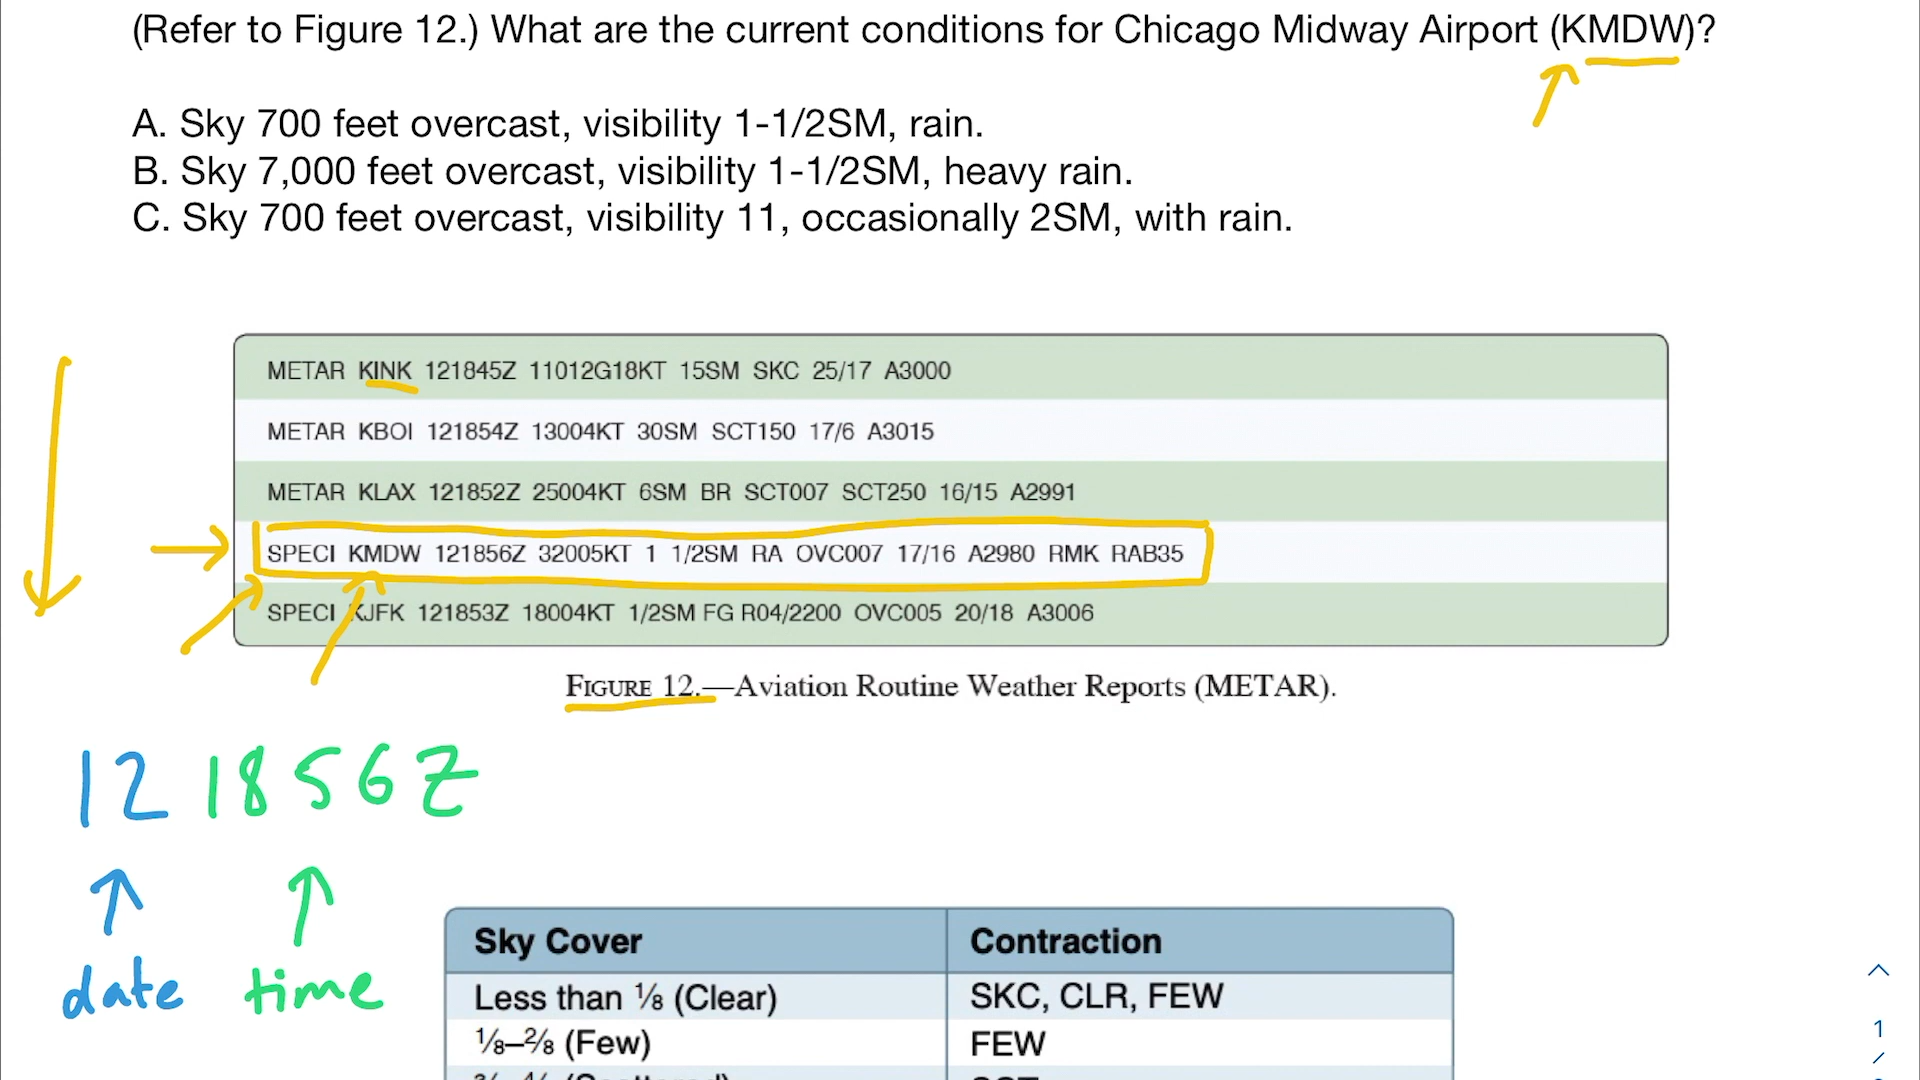 (Refer to Figure 12.) What are the current conditions for Chicago Midway Airport (KMDW)?
A. Sky 700 feet overcast, visibility 1-1/2SM, rain.
B. Sky 7,000 feet overcast, visibility 1-1/2SM, heavy rain.
C. Sky 700 feet overcast, visibility 11, occasionally 2SM, with rain.
METAR KINK 121845Z 11012G18KT 15SM SKC 25/17 A3000
METAR KBOI 121854Z 13004KT 30SM SCT150 17/6 A3015
METAR KLAX 121852Z 25004KT 6SM BR SCT007 SCT250 16/15 A2991
SPECI KMDW 121856Z 32005KT 1 1/2SM RA OVC007 17/16 A2980 RMK RAB35
SPECI KJFK 121853Z 18004KT 1/2SM FG R04/2200 OVC005 20/18 A3006
FIGURE 12.—Aviation Routine Weather Reports (METAR).
12 1856Z
date time
Sky Cover Contraction
Less than ⅛ (Clear) SKC, CLR, FEW
⅛–2/8 (Few) FEW
1